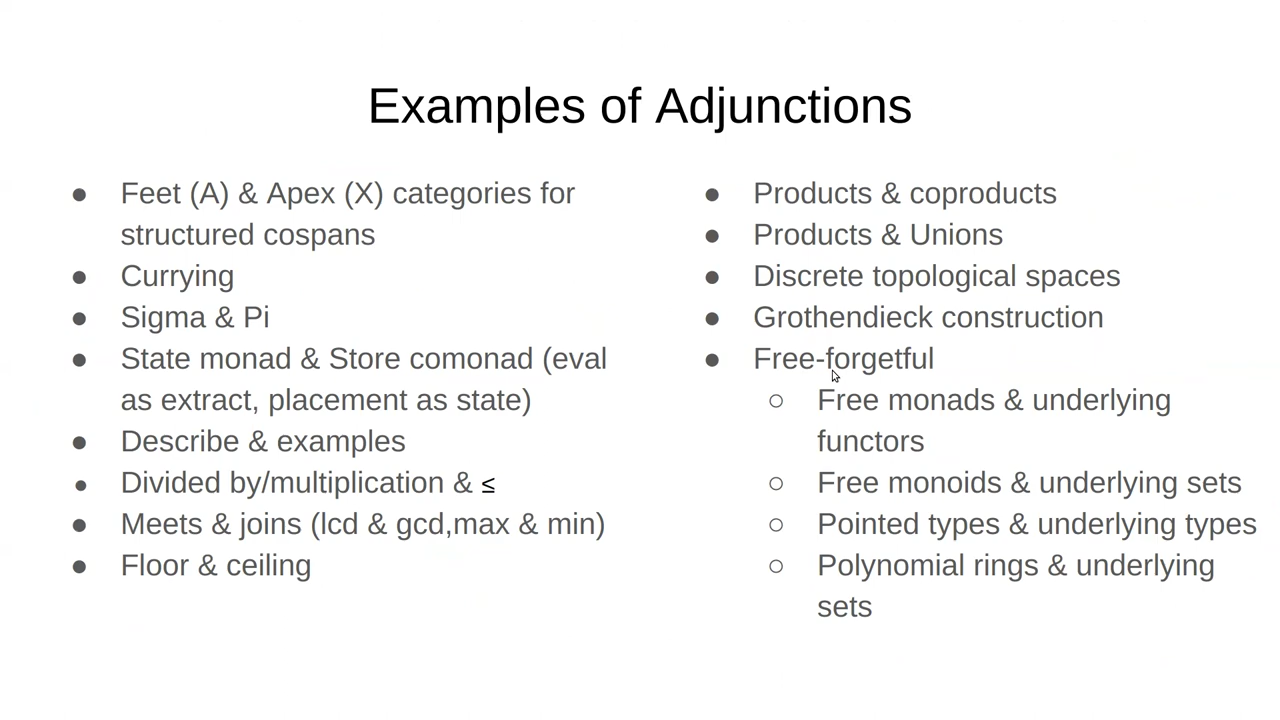 Examples of Adjunctions
● Feet (A) & Apex (X) categories for
structured cospans
● Currying
● Sigma & Pi
● State monad & Store comonad (eval
as extract, placement as state)
● Describe & examples
● Divided by/multiplication & ≤
● Meets & joins (lcd & gcd,max & min)
● Floor & ceiling
● Products & coproducts
● Products & Unions
● Discrete topological spaces
● Grothendieck construction
● Free-forgetful
○ Free monads & underlying
functors
○ Free monoids & underlying sets
○ Pointed types & underlying types
○ Polynomial rings & underlying
sets